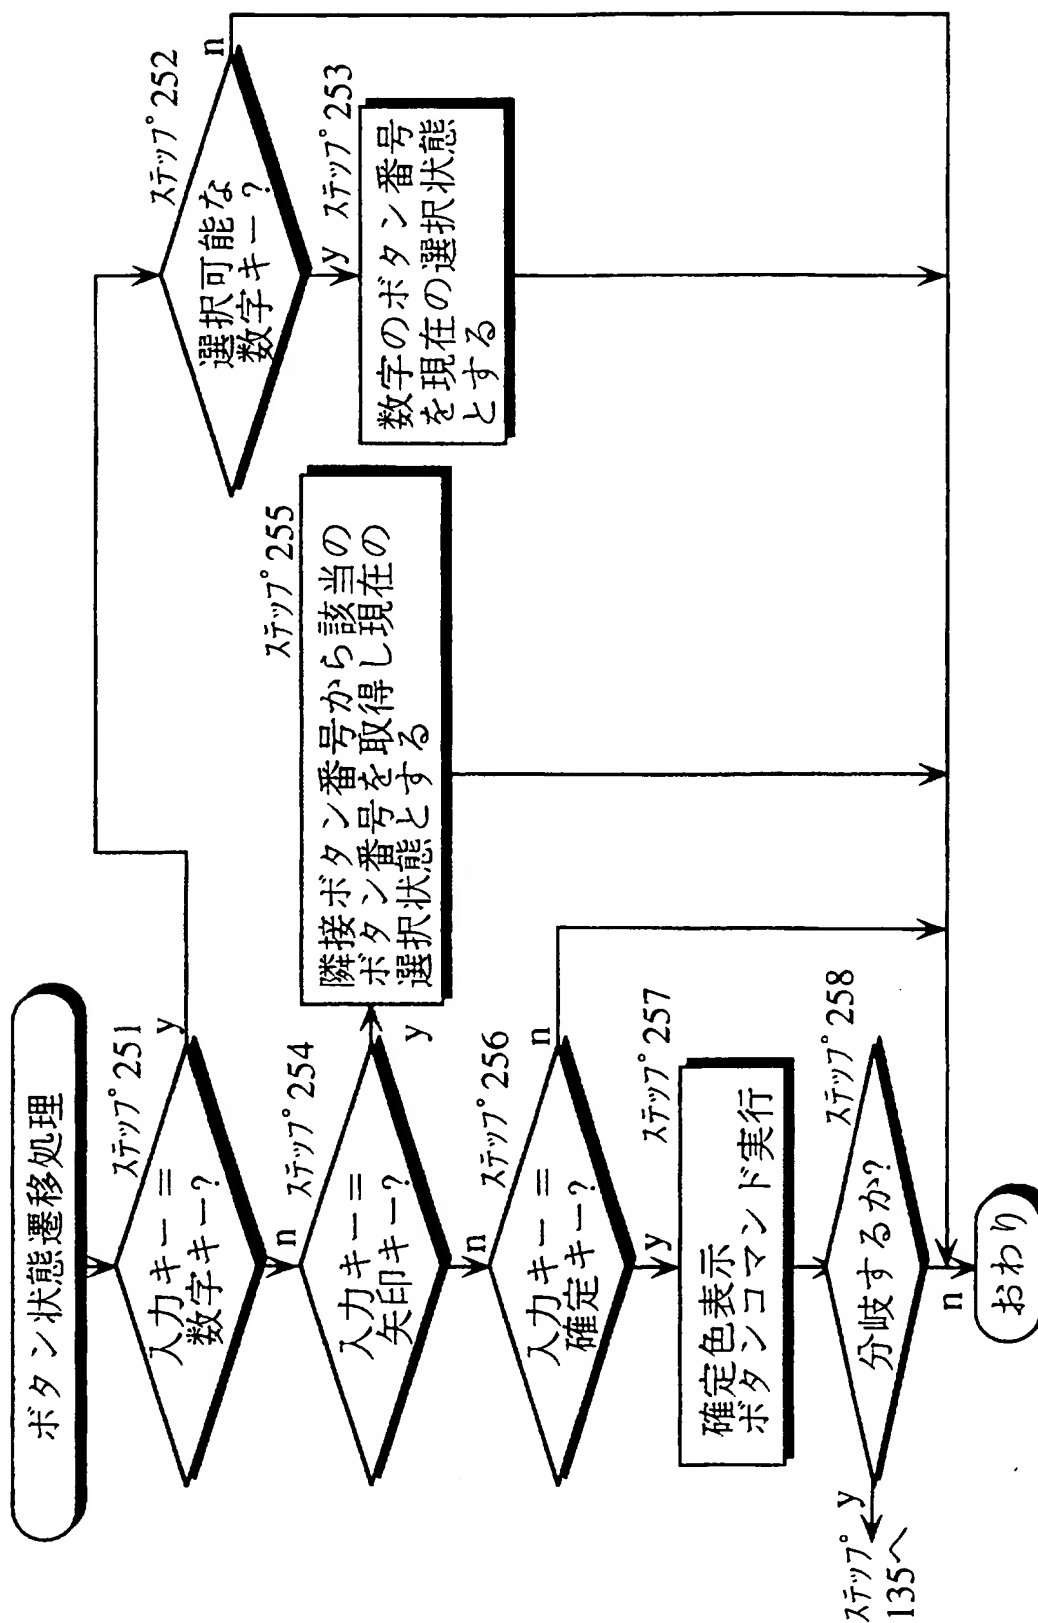 ボタン状態遷移処理
ステップ251
入力キー＝
数字キー？
y
n
ステップ252
選択可能な
数字キー？
n
y
ステップ253
数字のボタン番号
を現在の選択状態
とする
ステップ254
入力キー＝
矢印キー？
y
n
ステップ255
隣接ボタン番号から該当の
ボタン番号を取得し現在の
選択状態とする
ステップ256
入力キー＝
確定キー？
n
y
ステップ257
確定色表示
ボタンコマンド実行
ステップ258
分岐するか？
y
ステップ
135へ
n
おわり